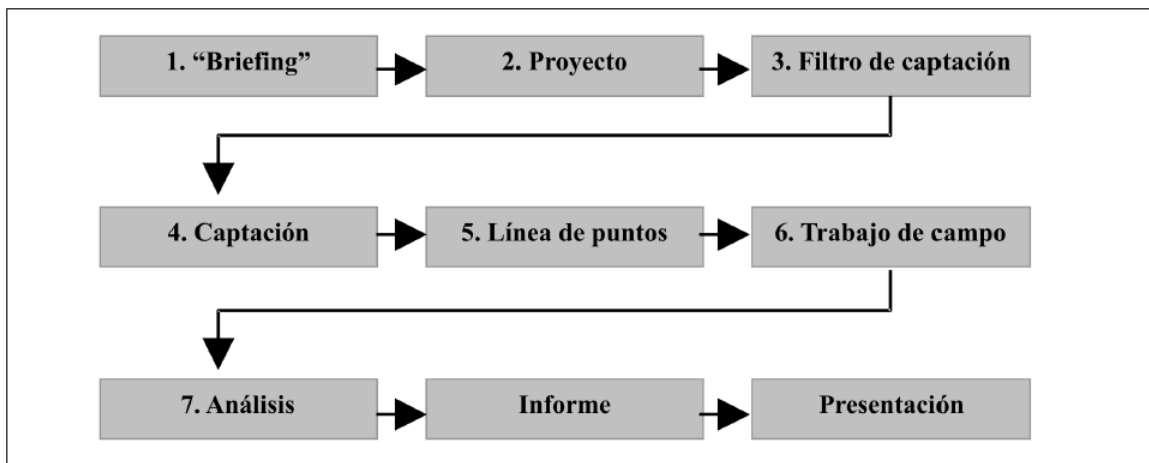 1. “Briefing”
2. Proyecto
3. Filtro de captación
4. Captación
5. Línea de puntos
6. Trabajo de campo
7. Análisis
Informe
Presentación